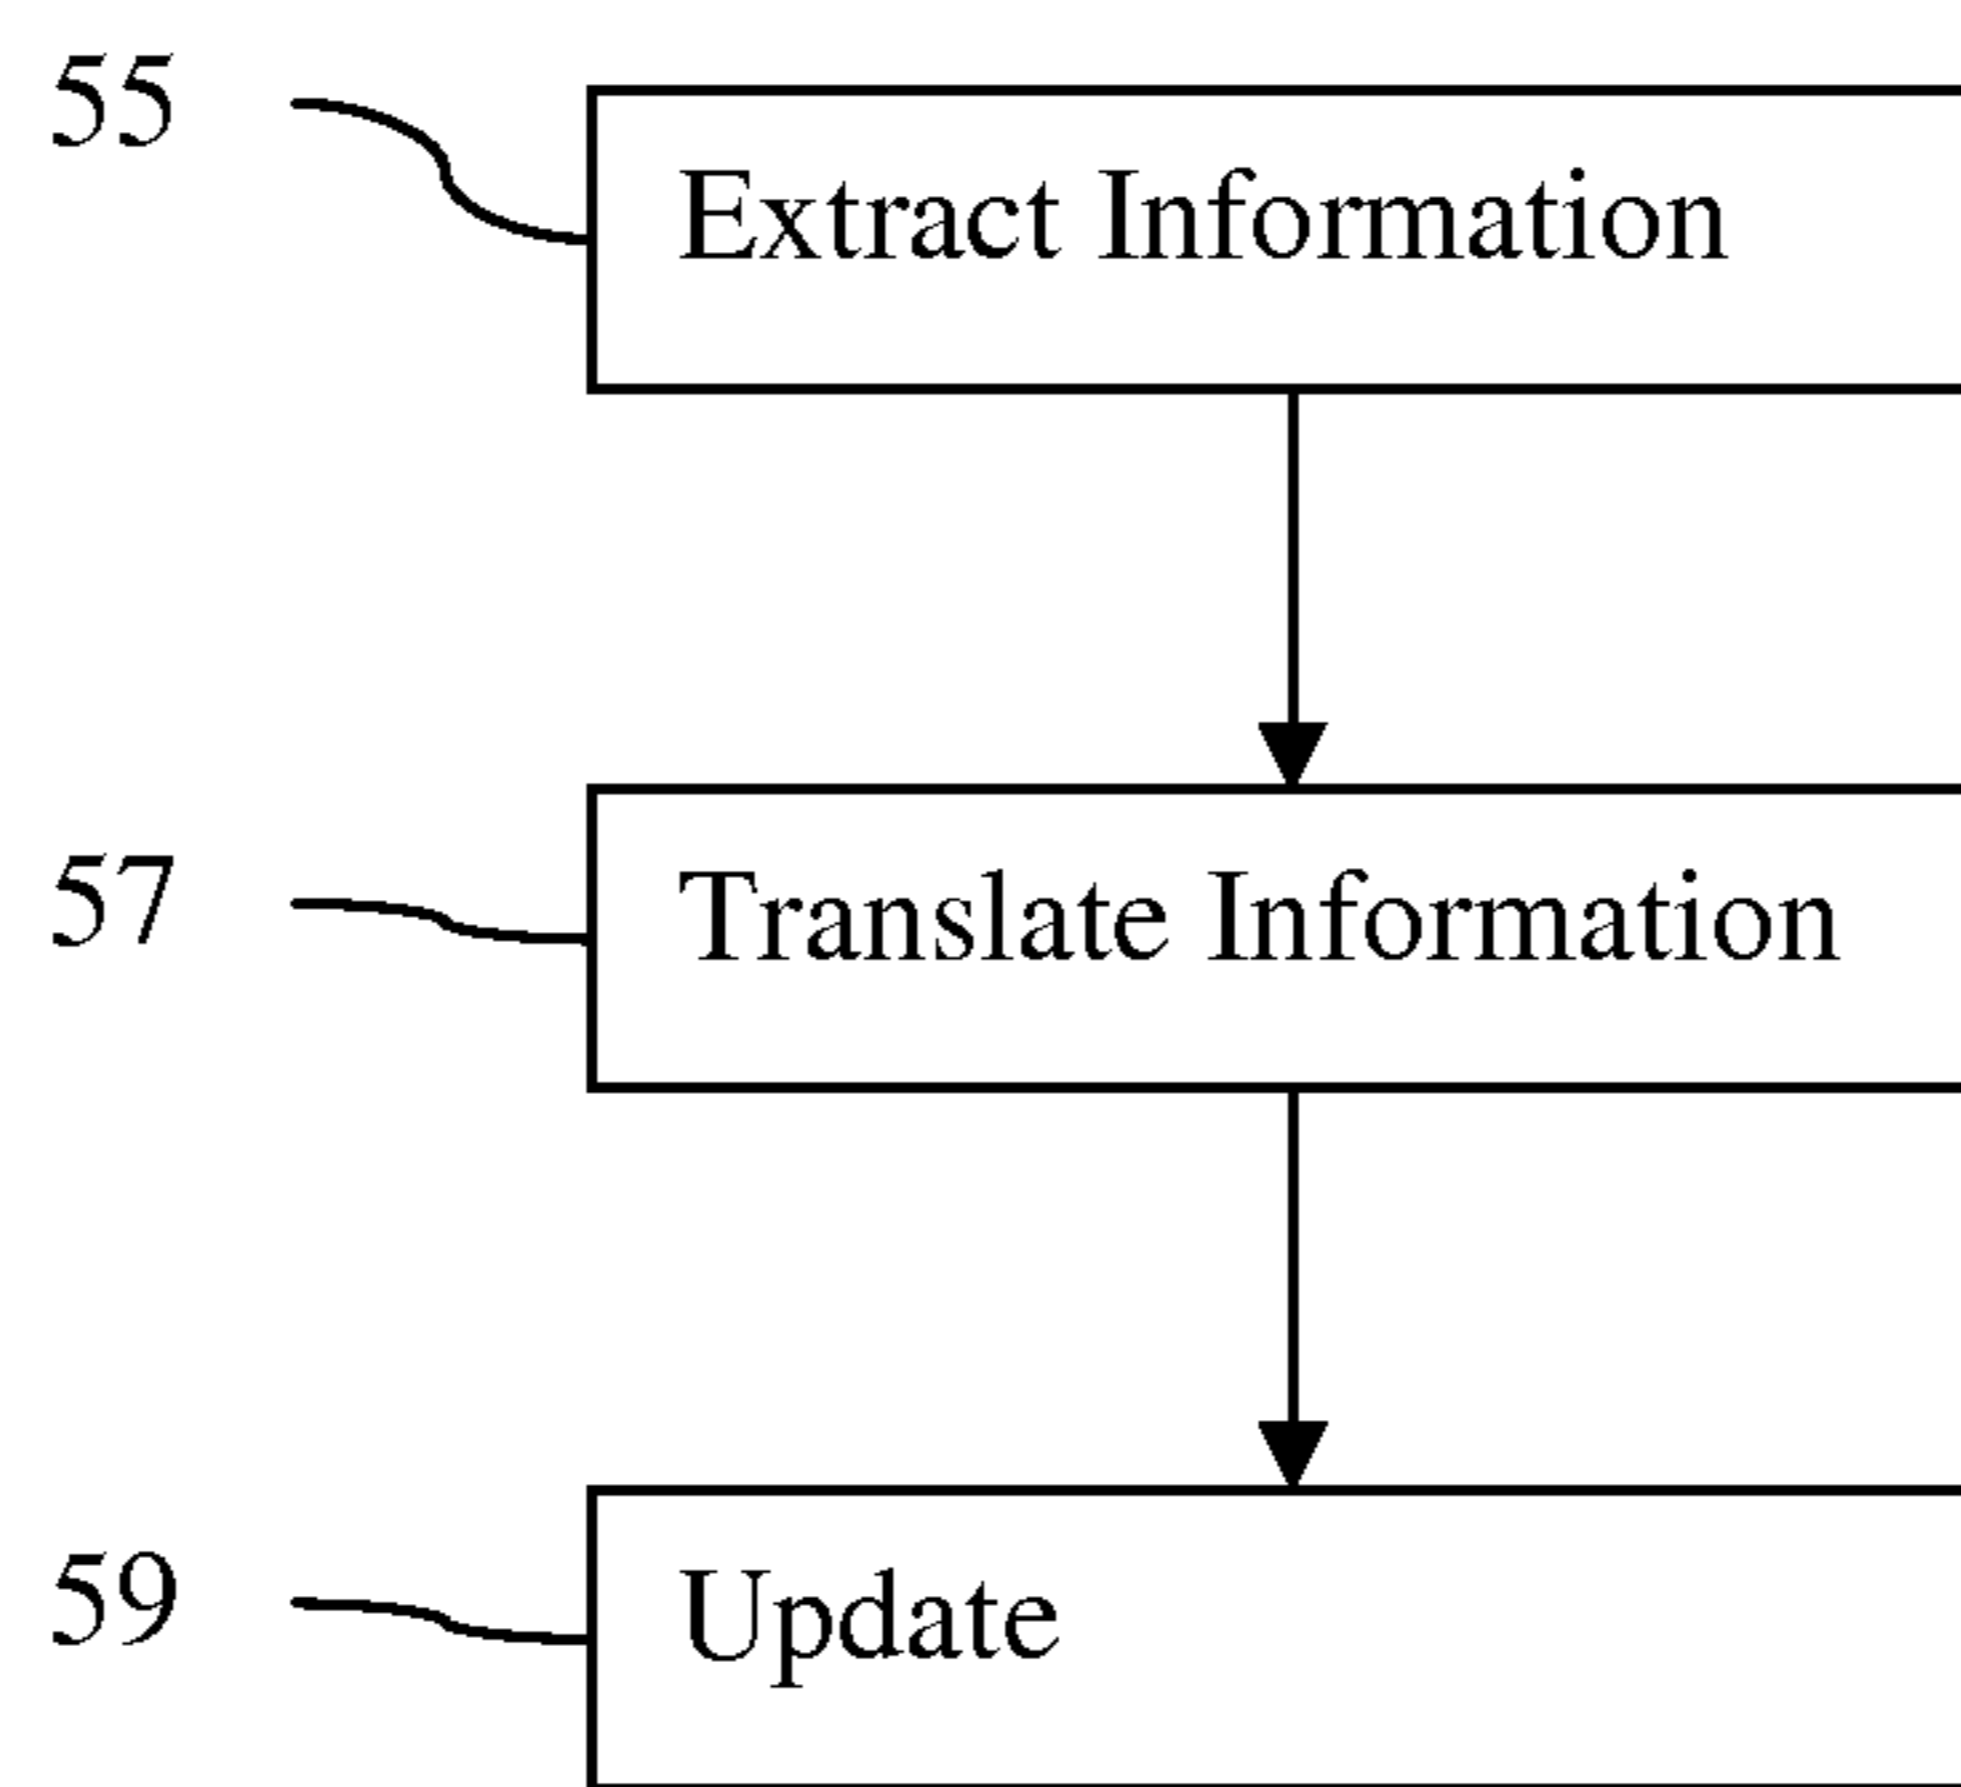 55
Extract Information
57
Translate Information
59
Update